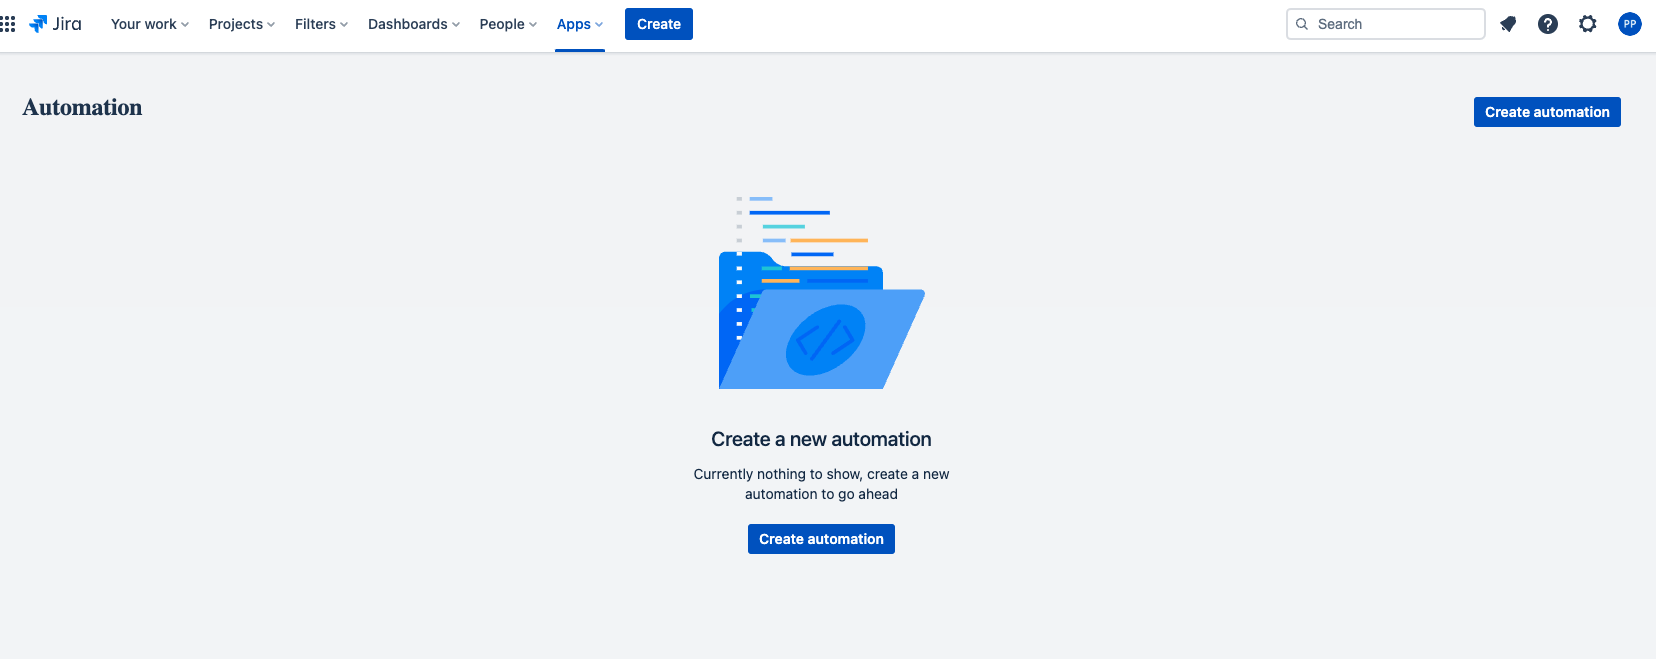 Jira Your work Projects Filters Dashboards People Apps Create Search PP
Automation
Create automation
Create a new automation
Currently nothing to show, create a new
automation to go ahead
Create automation